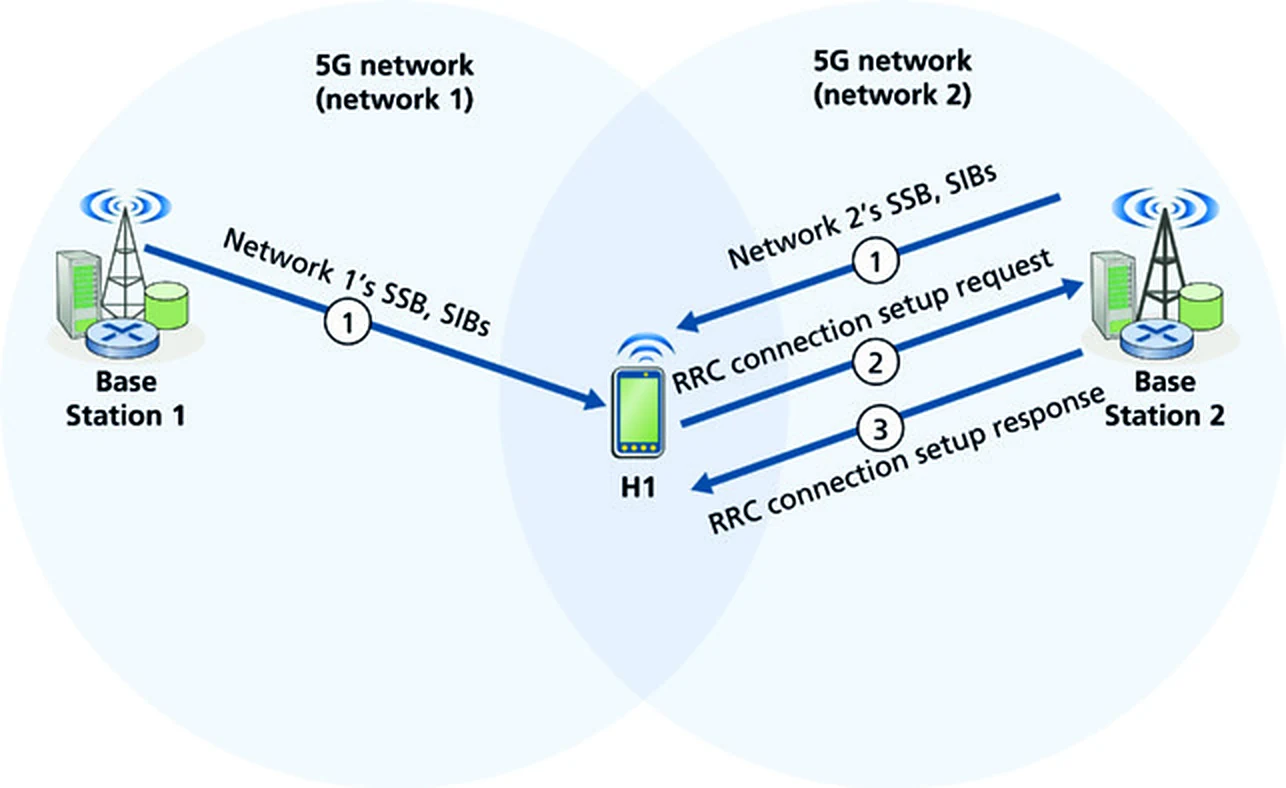 5G network
(network 1)
5G network
(network 2)
Network 1's SSB, SIBs
1
Network 2's SSB, SIBs
1
RRC connection setup request
2
3
RRC connection setup response
Base
Station 1
H1
Base
Station 2